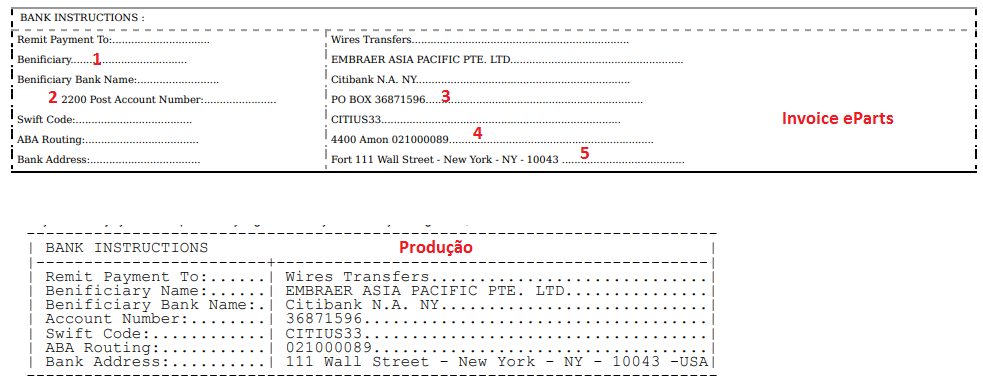 BANK INSTRUCTIONS :
Remit Payment To:............................... Wires Transfers....................................................................
Benificiary.................................... 1 EMBRAER ASIA PACIFIC PTE. LTD......................................................
Benificiary Bank Name:......................... Citibank N.A. NY...................................................................
2 2200 Post Account Number:...................... PO BOX 36871596.................................................................... 3
Swift Code:.................................... CITIUS33...........................................................................
ABA Routing:................................... 4400 Amon 021000089................................................................ 4
Bank Address:.................................. Fort 111 Wall Street - New York - NY - 10043 ...................................... 5
Invoice eParts
BANK INSTRUCTIONS Produção
Remit Payment To:...... Wires Transfers.............................
Benificiary Name:...... EMBRAER ASIA PACIFIC PTE. LTD...............
Benificiary Bank Name:. Citibank N.A. NY............................
Account Number:........ 36871596....................................
Swift Code:............ CITIUS33....................................
ABA Routing:........... 021000089...................................
Bank Address:.......... 111 Wall Street - New York - NY - 10043 -USA